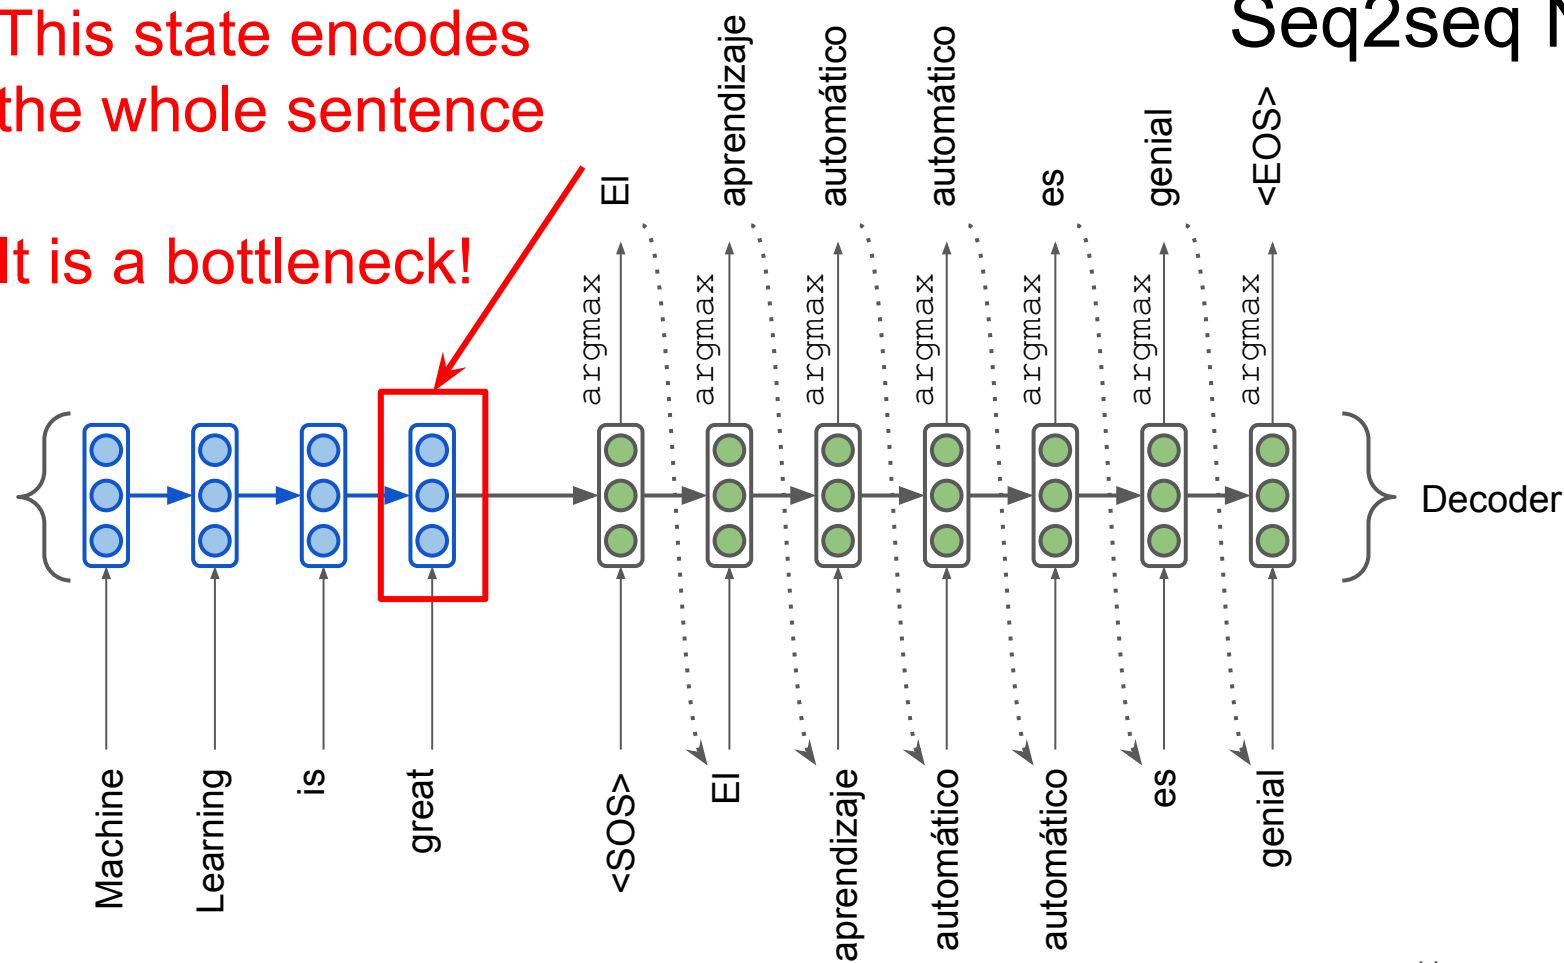 This state encodes
the whole sentence
It is a bottleneck!
Seq2seq
El
aprendizaje
automático
automático
es
genial
<EOS>
argmax
argmax
argmax
argmax
argmax
argmax
argmax
Decoder
Machine
Learning
is
great
<SOS>
El
aprendizaje
automático
automático
es
genial